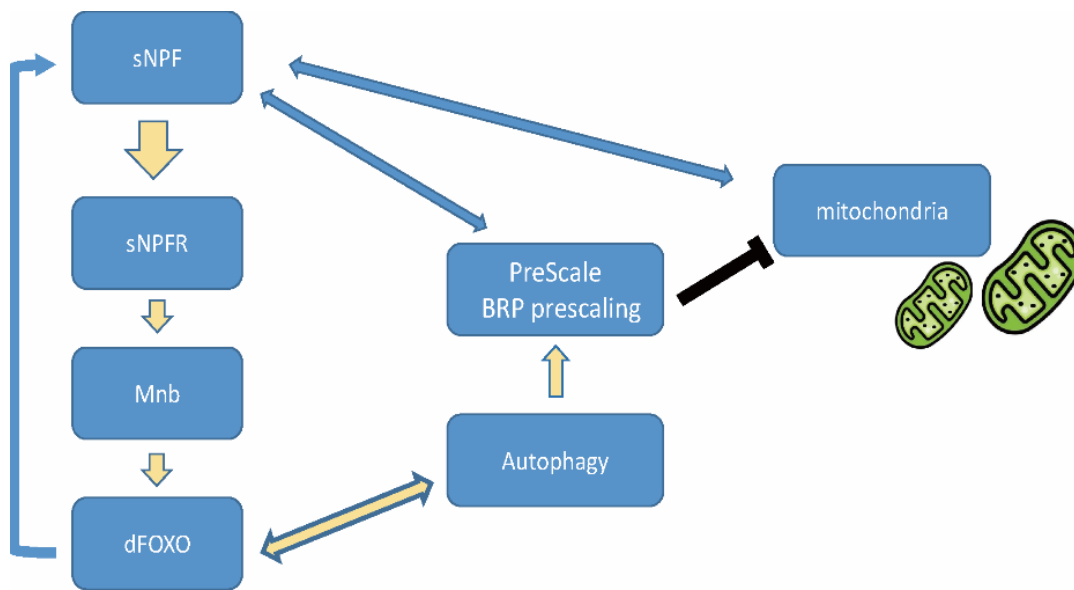 sNPF
sNPFR
Mnb
dFOXO
PreScale
BRP prescaling
Autophagy
mitochondria